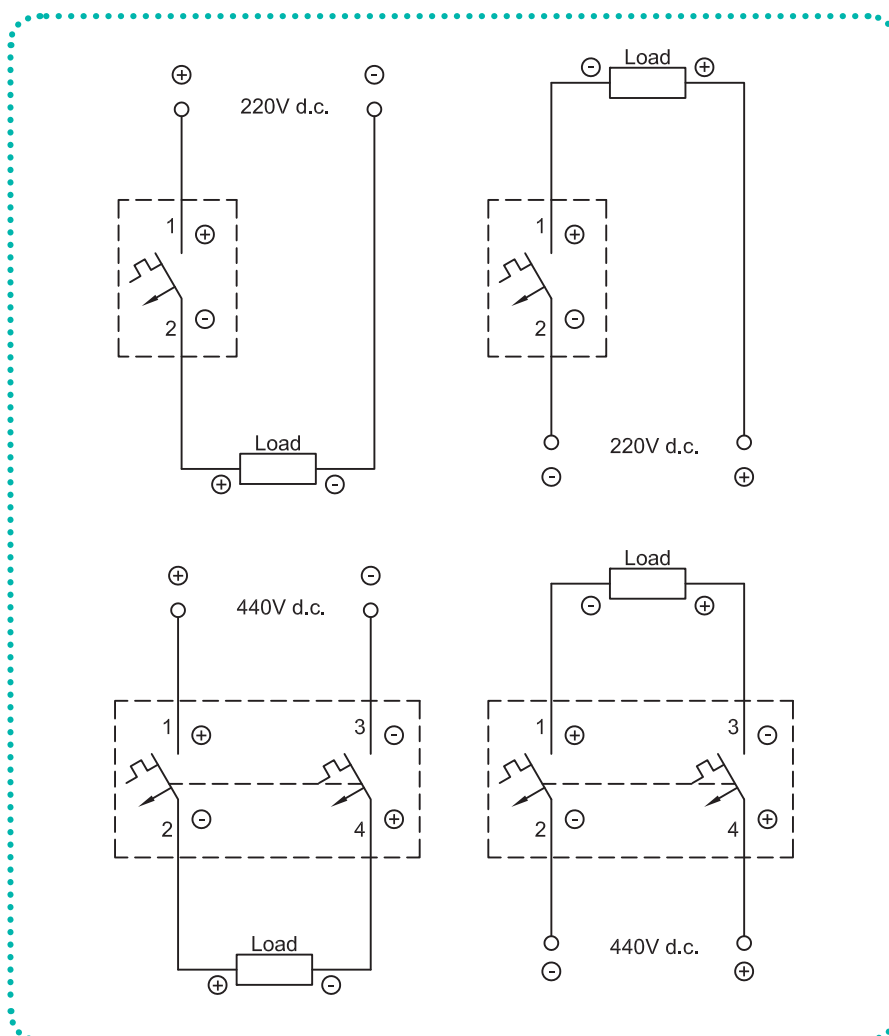 ⊕ ⊖
220V d.c.
1 ⊕
2 ⊖
Load
⊕ ⊖
Load
⊖ ⊕
1 ⊕
2 ⊖
220V d.c.
⊖ ⊕
⊕ ⊖
440V d.c.
1 ⊕ 3 ⊖
2 ⊖ 4 ⊕
Load
⊕ ⊖
Load
⊖ ⊕
1 ⊕ 3 ⊖
2 ⊖ 4 ⊕
440V d.c.
⊖ ⊕